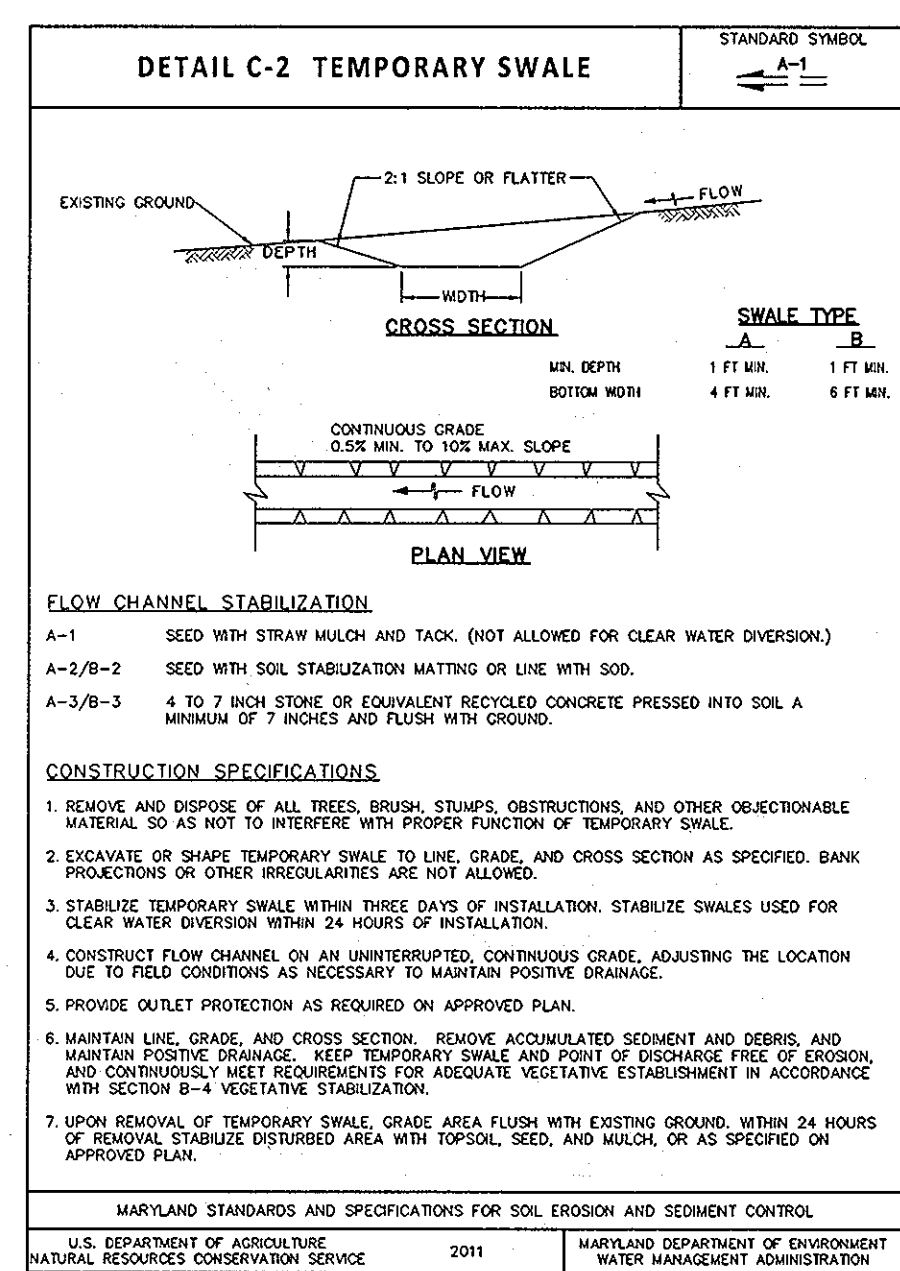 DETAIL C-2 TEMPORARY SWALE
STANDARD SYMBOL
A-1
2:1 SLOPE OR FLATTER
FLOW
EXISTING GROUND
DEPTH
WIDTH
CROSS SECTION
SWALE TYPE
A B
MIN. DEPTH 1 FT MIN. 1 FT MIN.
BOTTOM WIDTH 4 FT MIN. 6 FT MIN.
CONTINUOUS GRADE
0.5% MIN. TO 10% MAX. SLOPE
FLOW
PLAN VIEW
FLOW CHANNEL STABILIZATION
A-1 SEED WITH STRAW MULCH AND TACK. (NOT ALLOWED FOR CLEAR WATER DIVERSION.)
A-2/B-2 SEED WITH SOIL STABILIZATION MATTING OR LINE WITH SOD.
A-3/B-3 4 TO 7 INCH STONE OR EQUIVALENT RECYCLED CONCRETE PRESSED INTO SOIL A
MINIMUM OF 7 INCHES AND FLUSH WITH GROUND.
CONSTRUCTION SPECIFICATIONS
1. REMOVE AND DISPOSE OF ALL TREES, BRUSH, STUMPS, OBSTRUCTIONS, AND OTHER OBJECTIONABLE
MATERIAL SO AS NOT TO INTERFERE WITH PROPER FUNCTION OF TEMPORARY SWALE.
2. EXCAVATE OR SHAPE TEMPORARY SWALE TO LINE, GRADE, AND CROSS SECTION AS SPECIFIED. BANK
PROJECTIONS OR OTHER IRREGULARITIES ARE NOT ALLOWED.
3. STABILIZE TEMPORARY SWALE WITHIN THREE DAYS OF INSTALLATION. STABILIZE SWALES USED FOR
CLEAR WATER DIVERSION WITHIN 24 HOURS OF INSTALLATION.
4. CONSTRUCT FLOW CHANNEL ON AN UNINTERRUPTED, CONTINUOUS GRADE, ADJUSTING THE LOCATION
DUE TO FIELD CONDITIONS AS NECESSARY TO MAINTAIN POSITIVE DRAINAGE.
5. PROVIDE OUTLET PROTECTION AS REQUIRED ON APPROVED PLAN.
6. MAINTAIN LINE, GRADE, AND CROSS SECTION. REMOVE ACCUMULATED SEDIMENT AND DEBRIS, AND
MAINTAIN POSITIVE DRAINAGE. KEEP TEMPORARY SWALE AND POINT OF DISCHARGE FREE OF EROSION,
AND CONTINUOUSLY MEET REQUIREMENTS FOR ADEQUATE VEGETATIVE ESTABLISHMENT IN ACCORDANCE
WITH SECTION B-4 VEGETATIVE STABILIZATION.
7. UPON REMOVAL OF TEMPORARY SWALE, GRADE AREA FLUSH WITH EXISTING GROUND. WITHIN 24 HOURS
OF REMOVAL STABILIZE DISTURBED AREA WITH TOPSOIL, SEED, AND MULCH, OR AS SPECIFIED ON
APPROVED PLAN.
MARYLAND STANDARDS AND SPECIFICATIONS FOR SOIL EROSION AND SEDIMENT CONTROL
U.S. DEPARTMENT OF AGRICULTURE
NATURAL RESOURCES CONSERVATION SERVICE
2011
MARYLAND DEPARTMENT OF ENVIRONMENT
WATER MANAGEMENT ADMINISTRATION